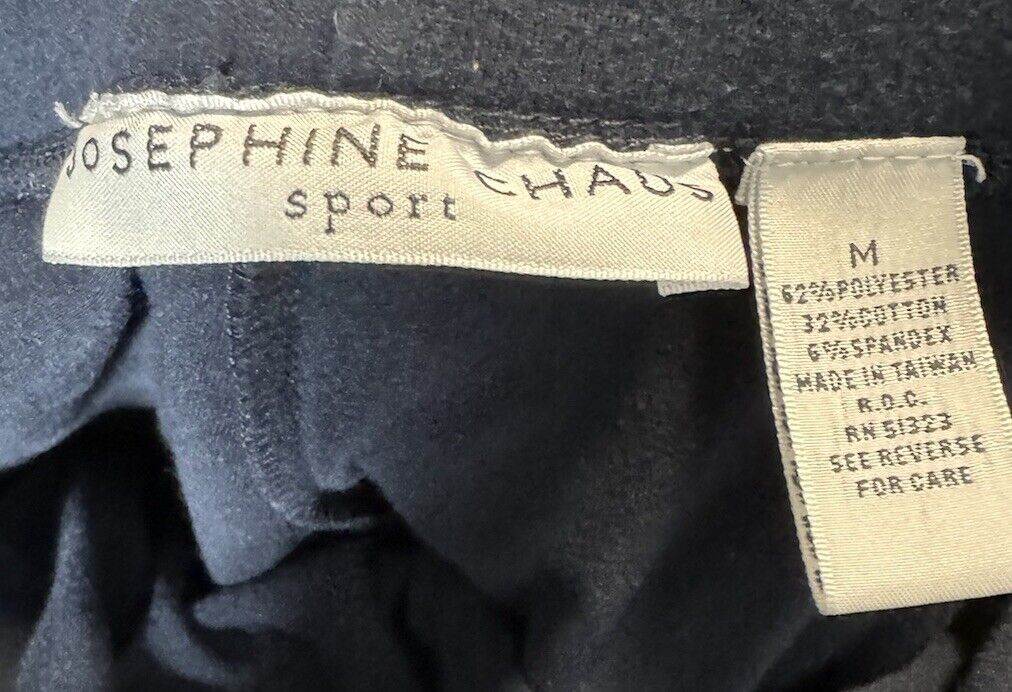 JOSEPHINE CHAUS
sport
M
62% POLYESTER
32% COTTON
6% SPANDEX
MADE IN TAIWAN
R.O.C.
RN 51323
SEE REVERSE
FOR CARE